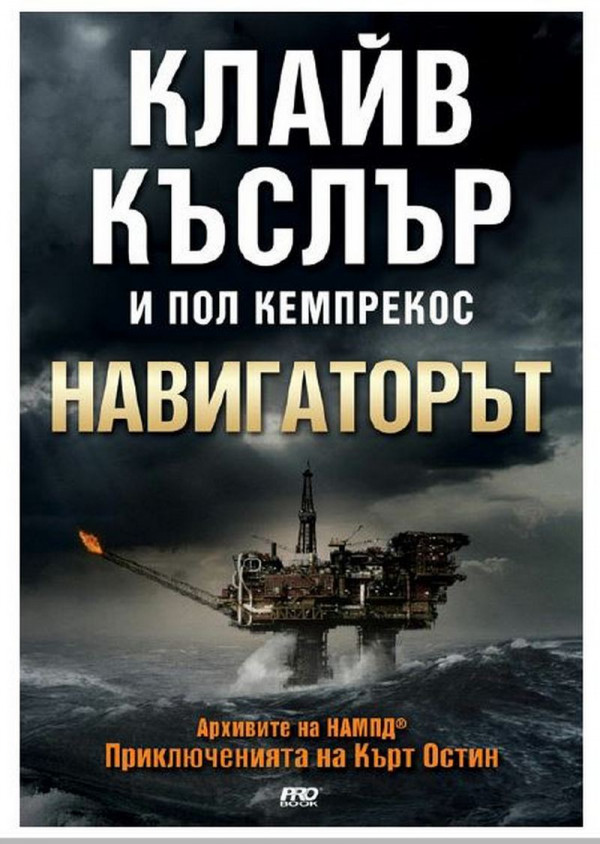 КЛАЙВ
КЪСЛЪР
И ПОЛ КЕМПРЕКОС
НАВИГАТОРЪТ
Архивите на НАМПД®
Приключенията на Кърт Остин
PRO
BOOK